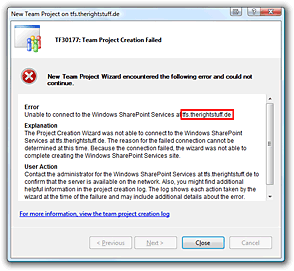 New Team Project on tfs.therightstuff.de
TF30177: Team Project Creation Failed
New Team Project Wizard encountered the following error and could not
continue.
Error
Unable to connect to the Windows SharePoint Services at tfs.therightstuff.de
Explanation
The Project Creation Wizard was not able to connect to the Windows SharePoint
Services at tfs.therightstuff.de. The reason for the failed connection cannot be
determined at this time. Because the connection failed, the wizard was not able to
complete creating the Windows SharePoint Services site.
User Action
Contact the administrator for the Windows SharePoint Services at tfs.therightstuff.de to
confirm that the server is available on the network. Also, you might find additional
helpful information in the project creation log. The log shows each action taken by the
wizard at the time of the failure and may include additional details about the error.
For more information, view the team project creation log
< Previous Next > Close Cancel